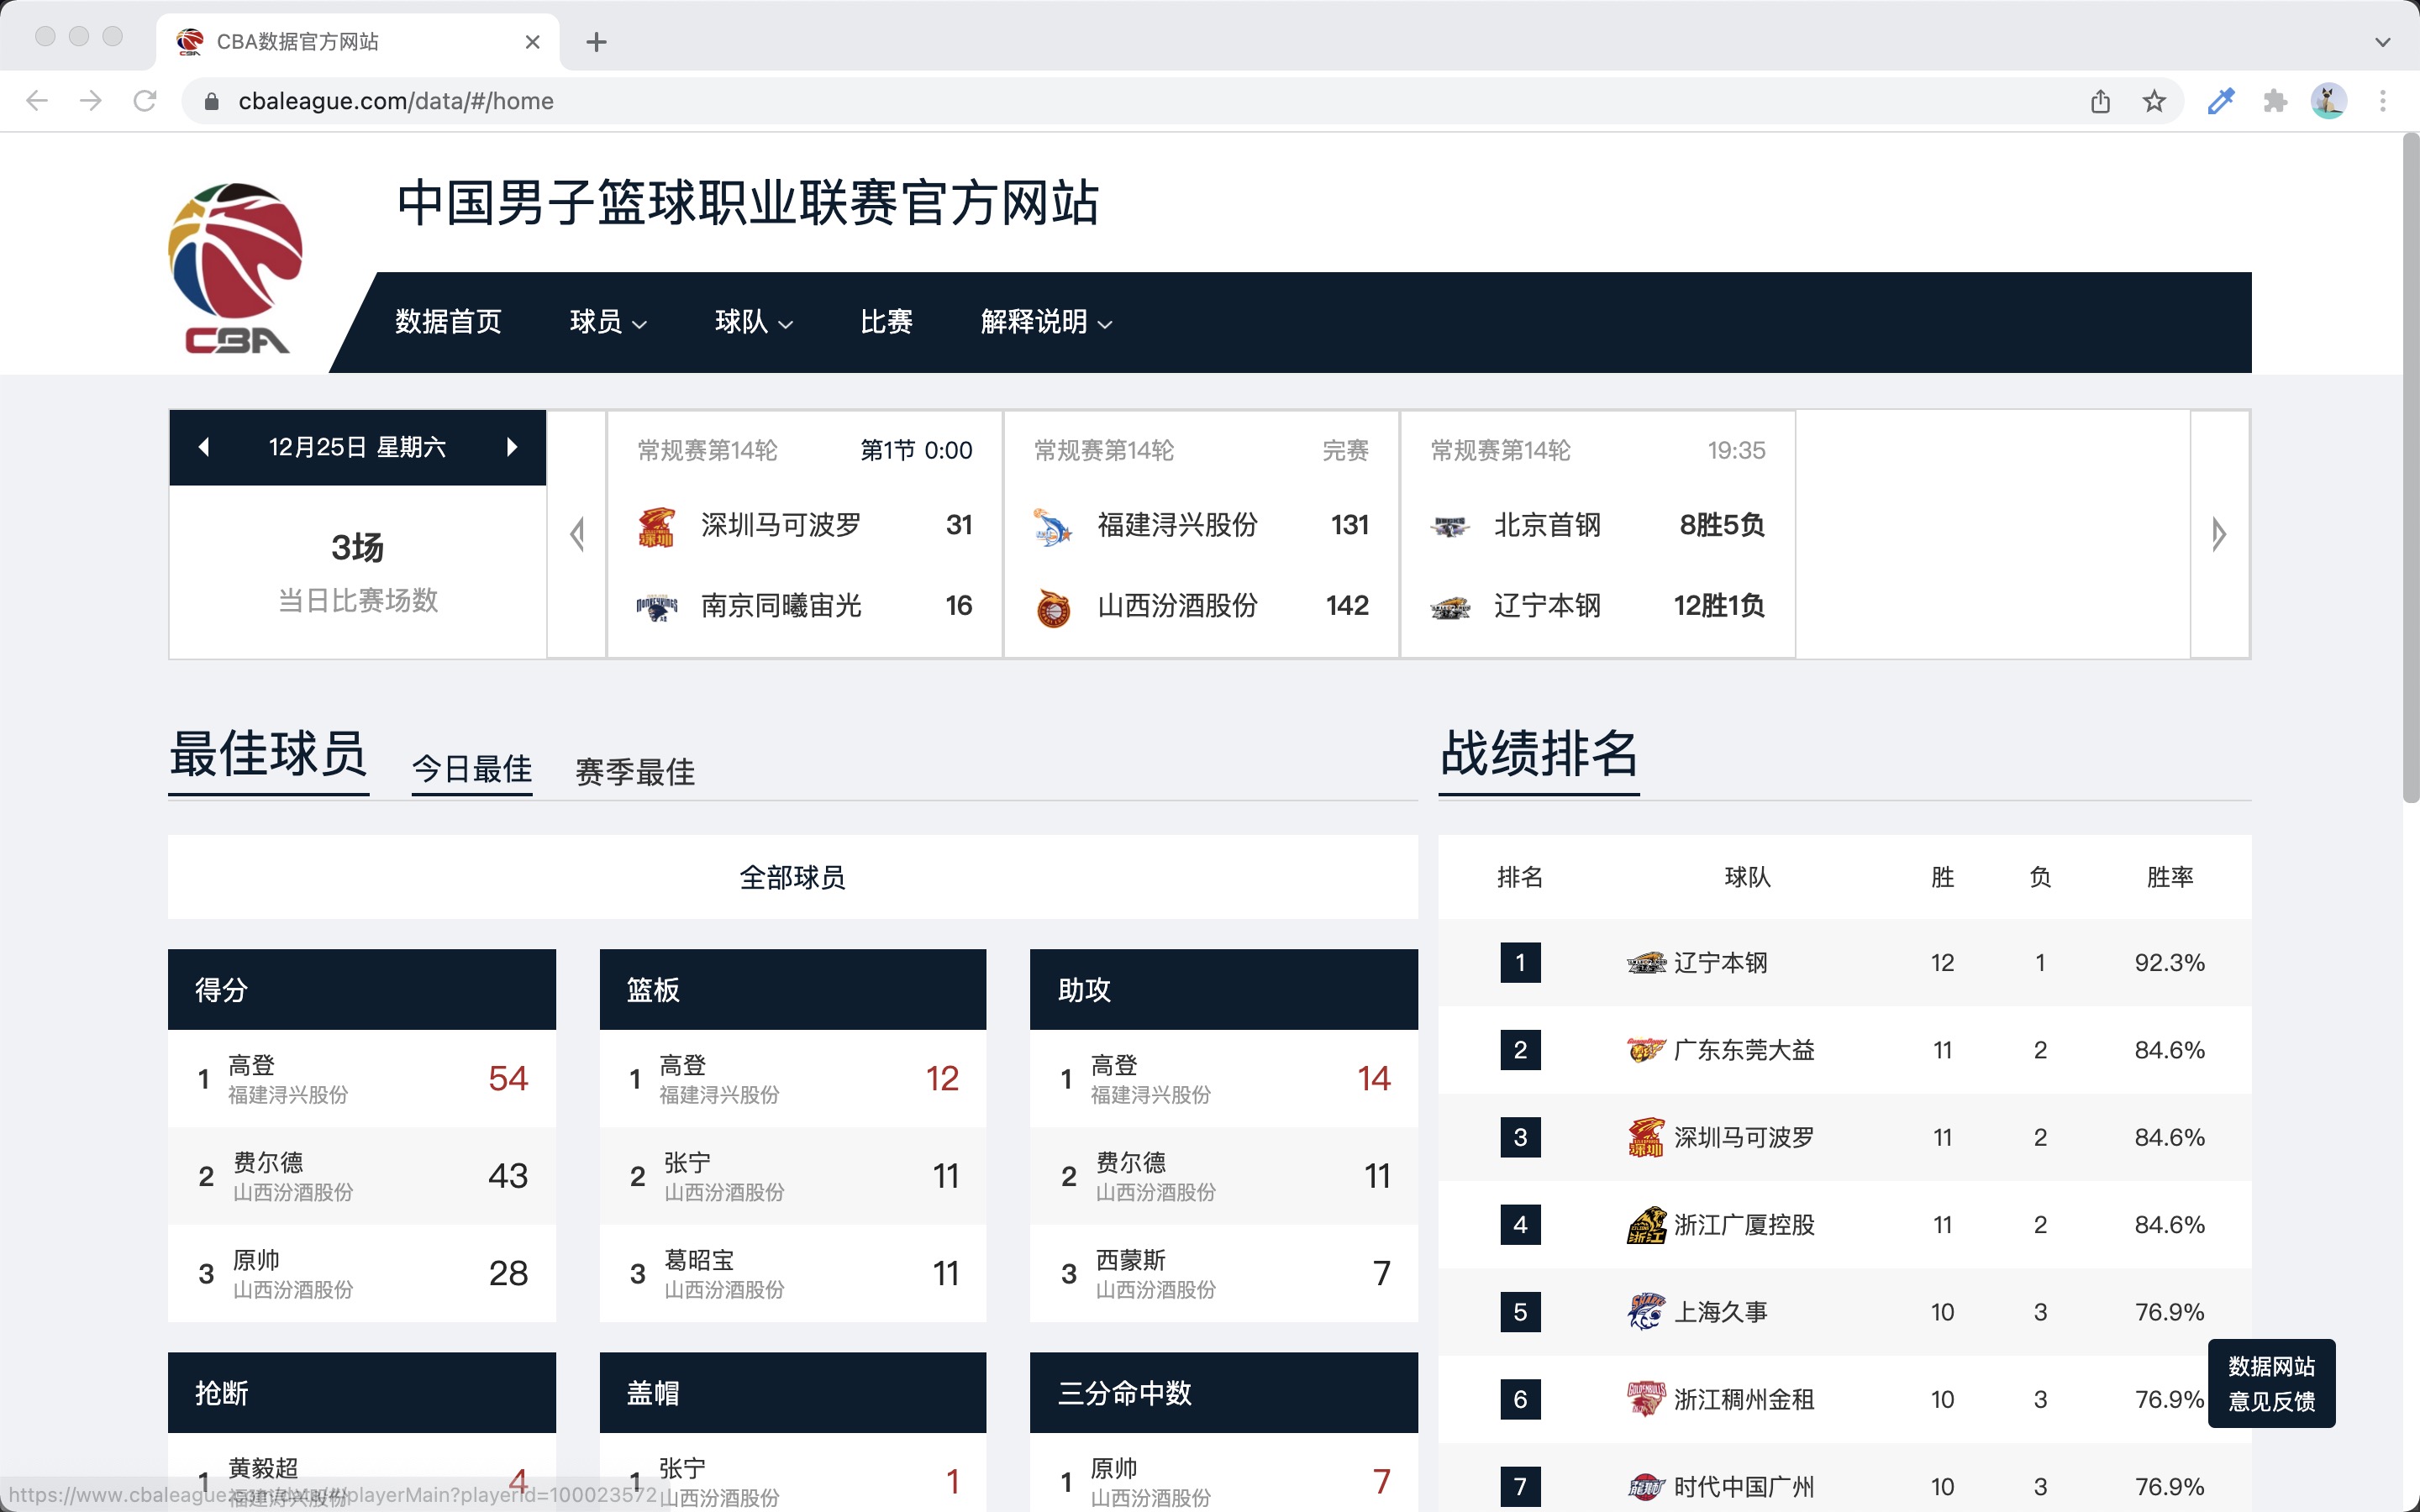 CBA数据官方网站
cbaleague.com/data/#/home
中国男子篮球职业联赛官方网站
CBA
数据首页 球员 球队 比赛 解释说明
12月25日 星期六
3场
当日比赛场数
常规赛第14轮 第1节 0:00
深圳马可波罗 31
南京同曦宙光 16
常规赛第14轮 完赛
福建浔兴股份 131
山西汾酒股份 142
常规赛第14轮 19:35
北京首钢 8胜5负
辽宁本钢 12胜1负
最佳球员 今日最佳 赛季最佳
全部球员
得分
1 高登 54
福建浔兴股份
2 费尔德 43
山西汾酒股份
3 原帅 28
山西汾酒股份
篮板
1 高登 12
福建浔兴股份
2 张宁 11
山西汾酒股份
3 葛昭宝 11
山西汾酒股份
助攻
1 高登 14
福建浔兴股份
2 费尔德 11
山西汾酒股份
3 西蒙斯 7
山西汾酒股份
抢断
1 黄毅超 4
福建浔兴股份
盖帽
1 张宁 1
山西汾酒股份
三分命中数
1 原帅 7
山西汾酒股份
战绩排名
排名 球队 胜 负 胜率
1 辽宁本钢 12 1 92.3%
2 广东东莞大益 11 2 84.6%
3 深圳马可波罗 11 2 84.6%
4 浙江广厦控股 11 2 84.6%
5 上海久事 10 3 76.9%
6 浙江稠州金租 10 3 76.9%
7 时代中国广州 10 3 76.9%
数据网站
意见反馈